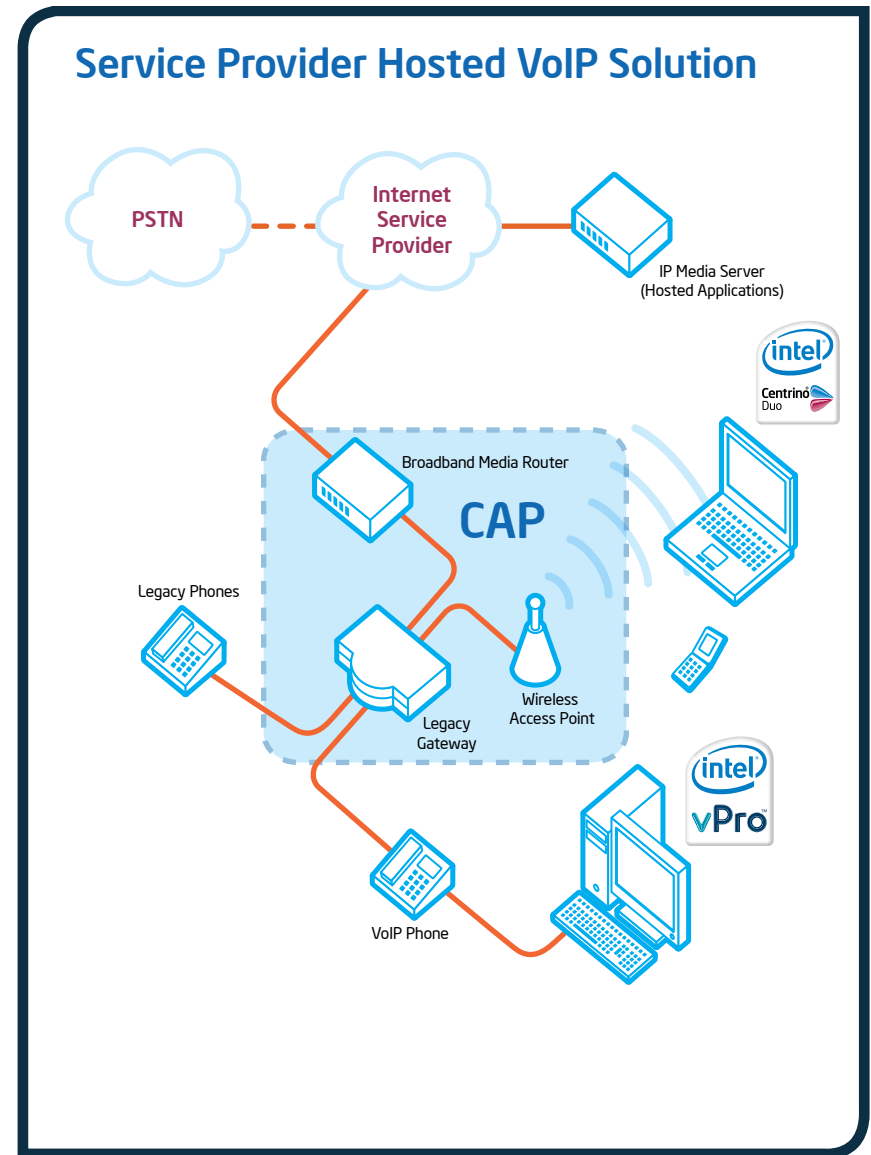 Service Provider Hosted VoIP Solution
PSTN
Internet
Service
Provider
IP Media Server
(Hosted Applications)
intel
Centrino
Duo
Broadband Media Router
CAP
Legacy Phones
Wireless
Access Point
Legacy
Gateway
intel
vPro™
VoIP Phone